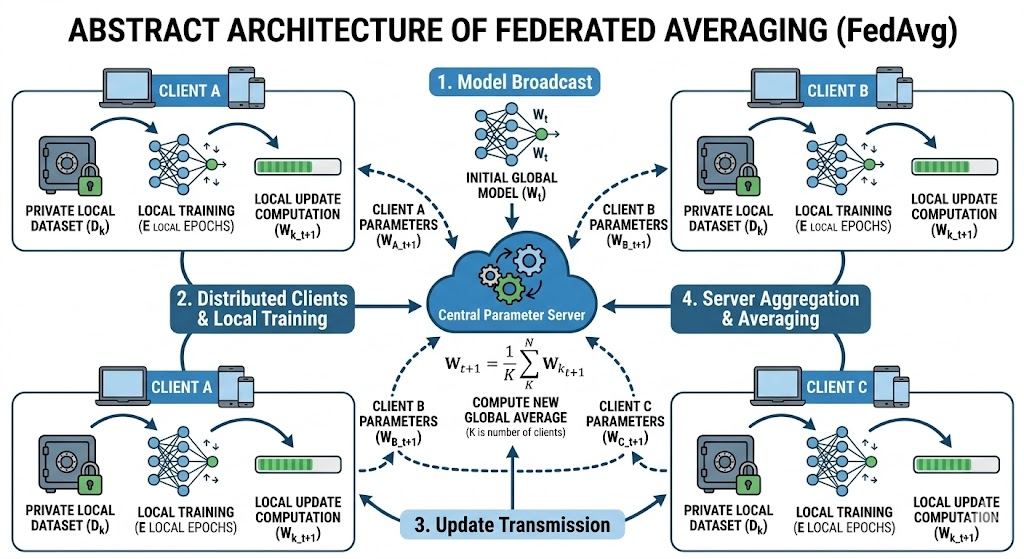 ABSTRACT ARCHITECTURE OF FEDERATED AVERAGING (FedAvg)
CLIENT A
PRIVATE LOCAL
DATASET (Dk)
LOCAL TRAINING
(E LOCAL EPOCHS)
LOCAL UPDATE
COMPUTATION
(Wk_t+1)
1. Model Broadcast
Wt
Wt
INITIAL GLOBAL
MODEL (Wt)
CLIENT B
PRIVATE LOCAL
DATASET (Dk)
LOCAL TRAINING
(E LOCAL EPOCHS)
LOCAL UPDATE
COMPUTATION
(Wk_t+1)
CLIENT A
PARAMETERS
(WA_t+1)
CLIENT B
PARAMETERS
(WB_t+1)
2. Distributed Clients
& Local Training
Central Parameter Server
4. Server Aggregation
& Averaging
Wt+1 = 1/K ∑ N K Wkt+1
COMPUTE NEW
GLOBAL AVERAGE
(K is number of clients)
CLIENT A
PRIVATE LOCAL
DATASET (Dk)
LOCAL TRAINING
(E LOCAL EPOCHS)
LOCAL UPDATE
COMPUTATION
(Wk_t+1)
CLIENT B
PARAMETERS
(WB_t+1)
CLIENT C
PARAMETERS
(WC_t+1)
3. Update Transmission
CLIENT C
PRIVATE LOCAL
DATASET (Dk)
LOCAL TRAINING
(E LOCAL EPOCHS)
LOCAL UPDATE
COMPUTATION
(Wk_t+1)